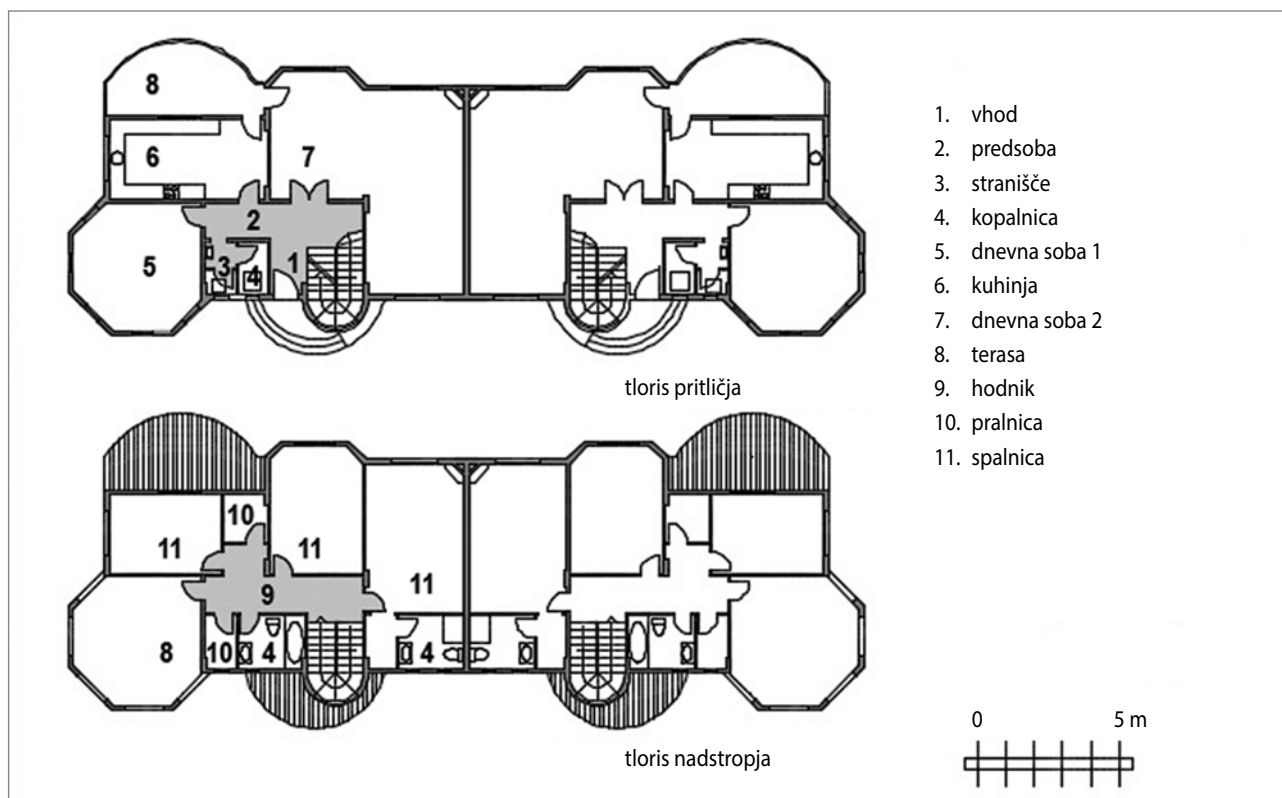 8
6
7
2
5
3
4
1
1. vhod
2. predsoba
3. stranišče
4. kopalnica
5. dnevna soba 1
6. kuhinja
7. dnevna soba 2
8. terasa
9. hodnik
10. pralnica
11. spalnica
tloris pritličja
10
11
11
11
9
8
10
4
4
tloris nadstropja
0 5 m